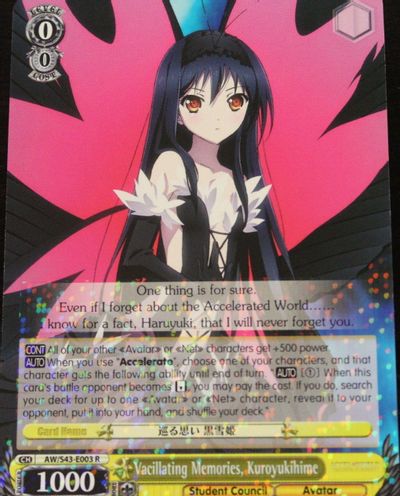 LEVEL
0
0
COST
One thing is for sure.
Even if I forget about the Accelerated World......
I know for a fact, Haruyuki, that I will never forget you.
CONT All of your other «Avatar» or «Net» characters get +500 power.
AUTO When you use "Accelerate", choose one of your characters, and that
character gets the following ability until end of turn. AUTO [①] When this
card's battle opponent becomes, you may pay the cost. If you do, search
your deck for up to one «Avatar» or «Net» character, reveal it to your
opponent, put it into your hand, and shuffle your deck.
Card Name
巡る思い 黒雪姫
CH
AW/S43-E003 R
Vacillating Memories, Kuroyukihime
1000
Student Council
Avatar